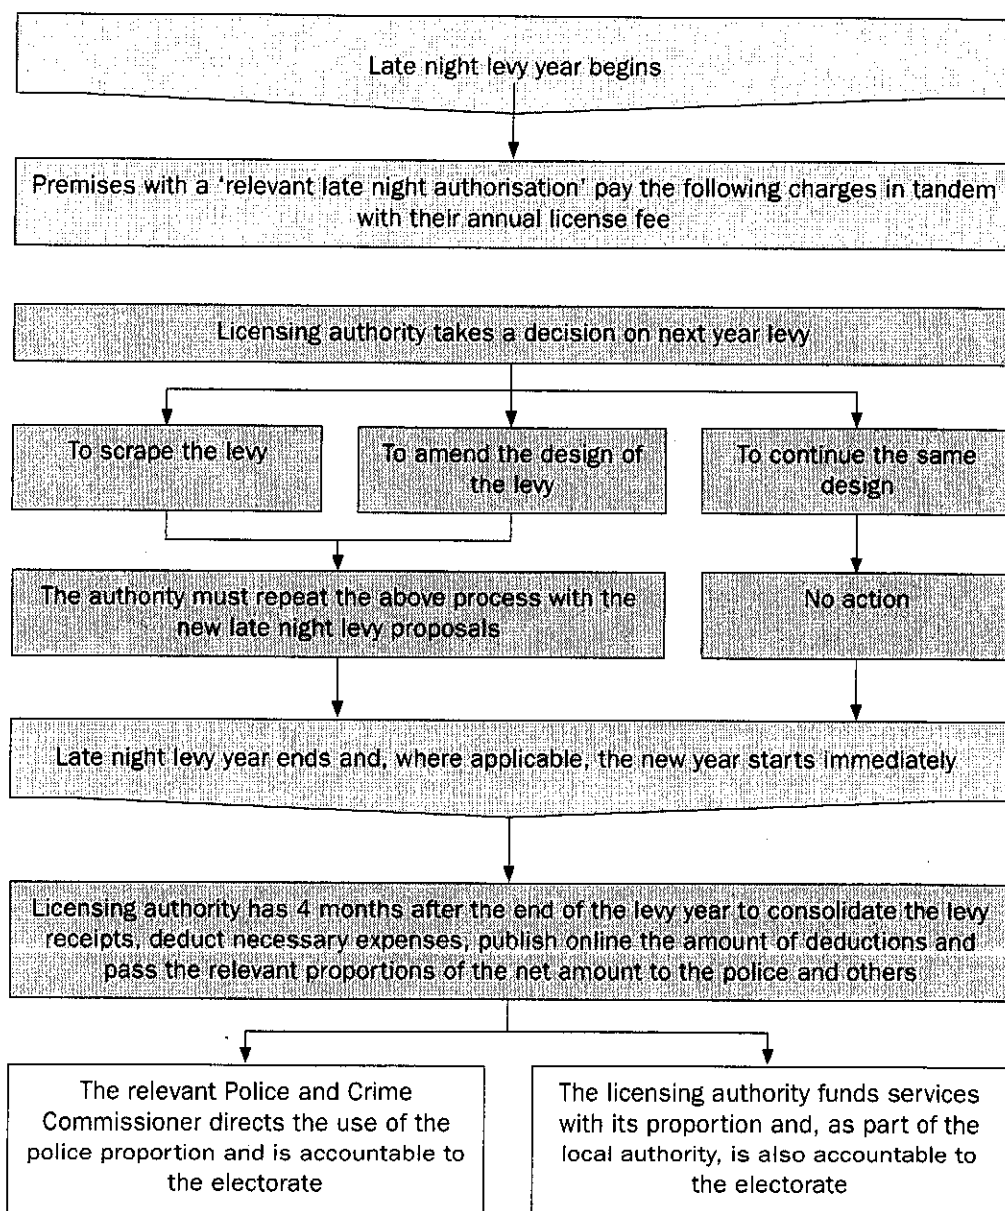 Late night levy year begins
Premises with a 'relevant late night authorisation' pay the following charges in tandem
with their annual license fee
Licensing authority takes a decision on next year levy
To scrape the levy
To amend the design of
the levy
To continue the same
design
The authority must repeat the above process with the
new late night levy proposals
No action
Late night levy year ends and, where applicable, the new year starts immediately
Licensing authority has 4 months after the end of the levy year to consolidate the levy
receipts, deduct necessary expenses, publish online the amount of deductions and
pass the relevant proportions of the net amount to the police and others
The relevant Police and Crime
Commissioner directs the use of the
police proportion and is accountable to
the electorate
The licensing authority funds services
with its proportion and, as part of the
local authority, is also accountable to
the electorate